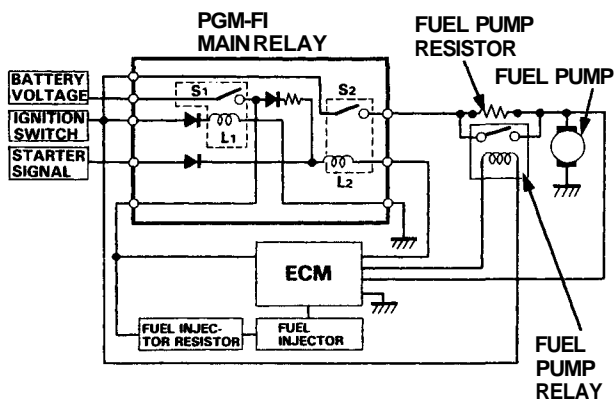 PGM-FI
MAIN RELAY
FUEL PUMP
RESISTOR
FUEL PUMP
BATTERY
VOLTAGE
IGNITION
SWITCH
STARTER
SIGNAL
S1
S2
L1
L2
ECM
FUEL INJEC-
TOR RESISTOR
FUEL
INJECTOR
FUEL
PUMP
RELAY